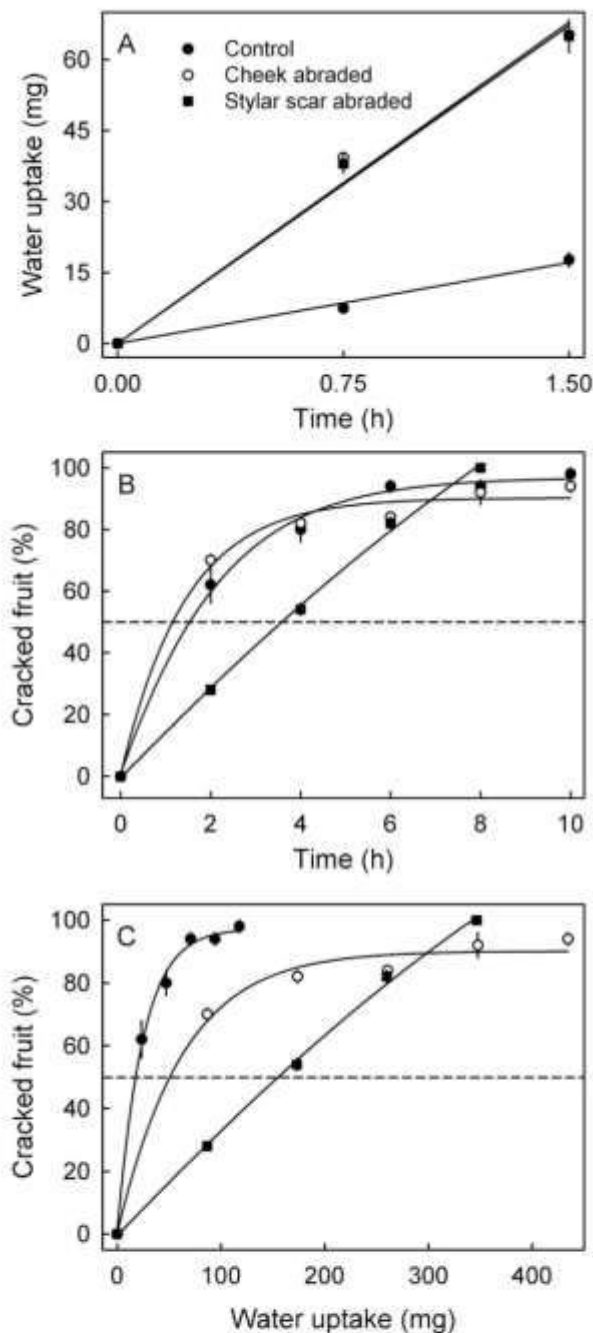 A
Control
Cheek abraded
Stylar scar abraded
Water uptake (mg)
60
45
30
15
0
0.00 0.75 1.50
Time (h)
B
Cracked fruit (%)
100
80
60
40
20
0
0 2 4 6 8 10
Time (h)
C
Cracked fruit (%)
100
80
60
40
20
0
0 100 200 300 400
Water uptake (mg)